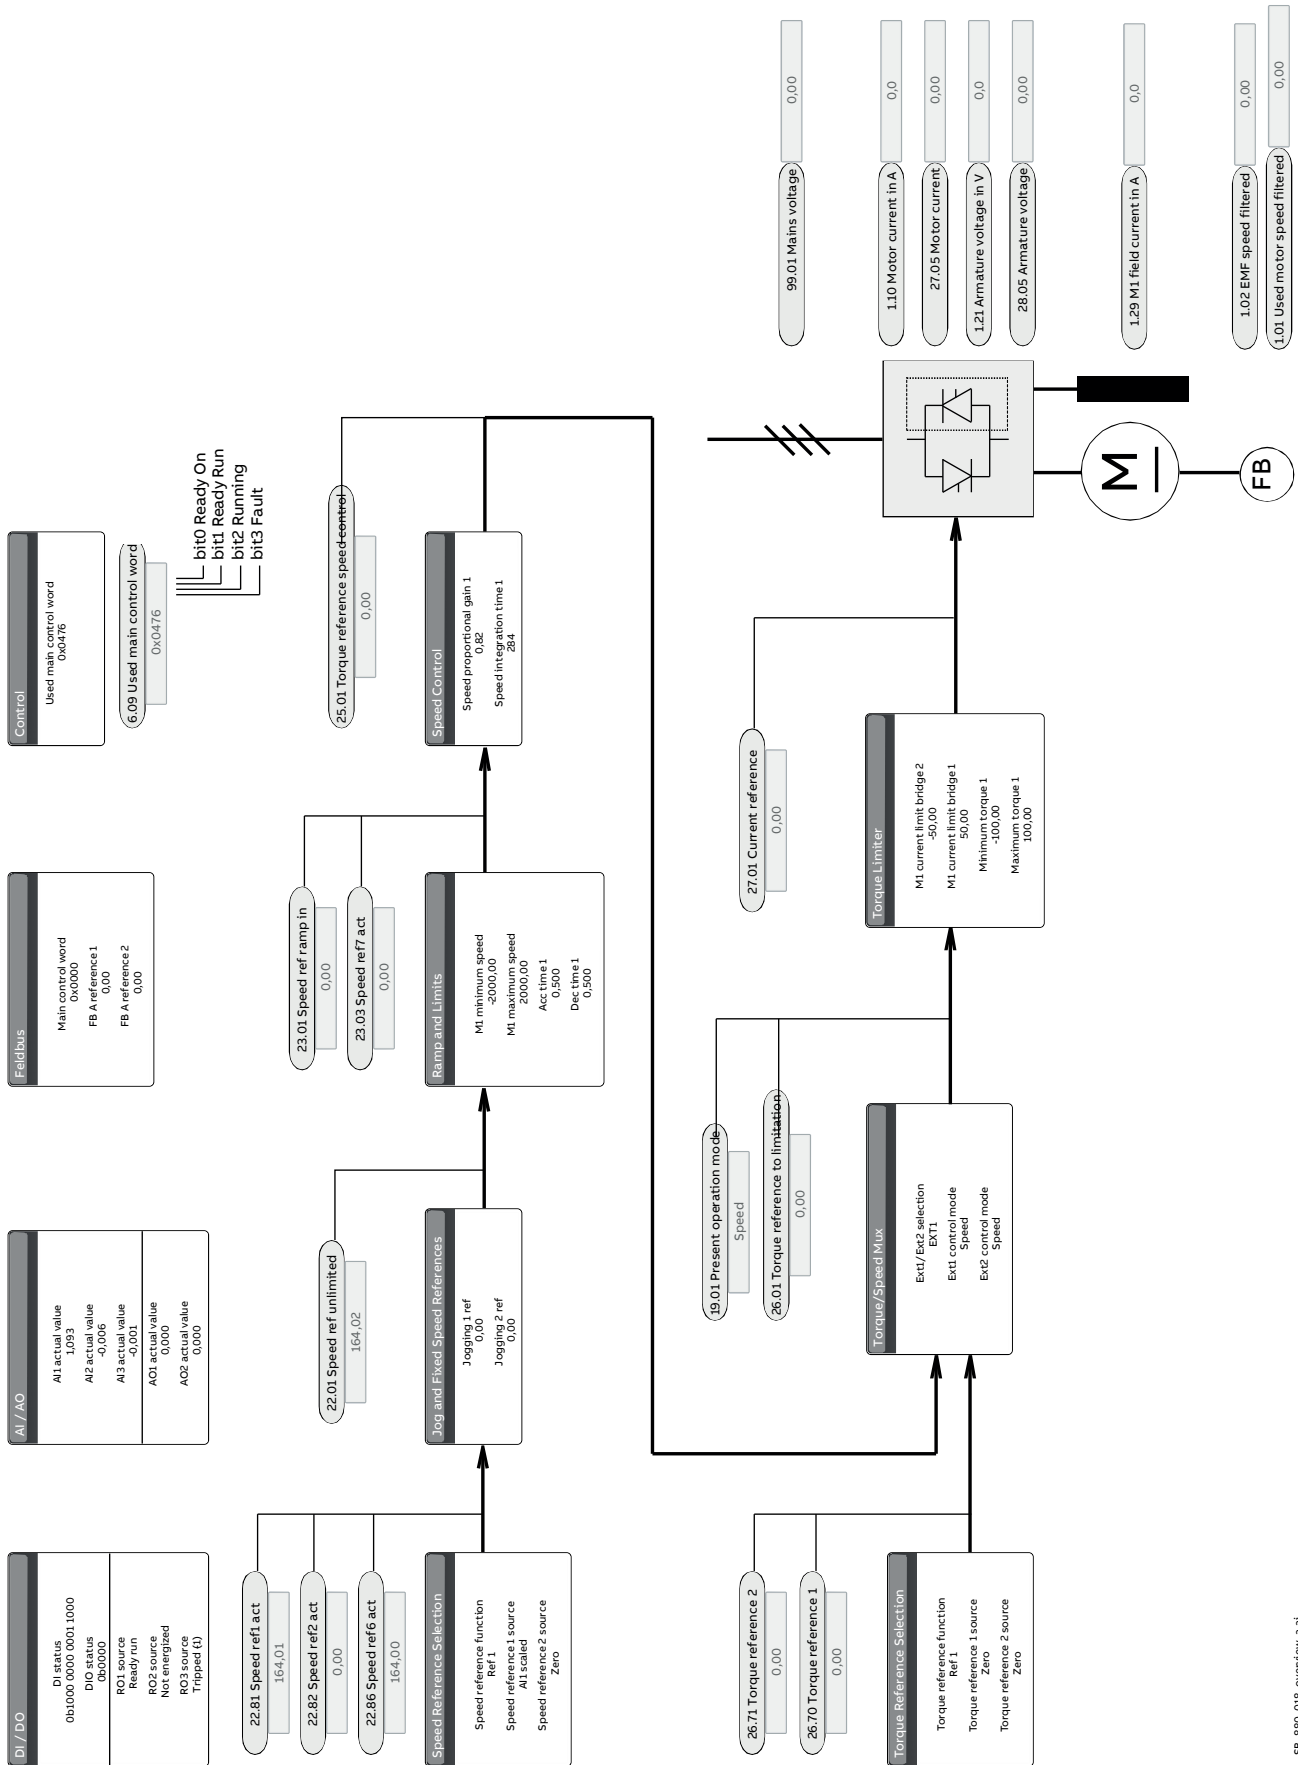 DI / DO
DI status
0b1000 0000 0001 1000
DIO status
0b0000
RO1 source
Ready run
RO2 source
Not energized
RO3 source
Tripped (-1)
AI / AO
AI1 actual value
1,093
AI2 actual value
-0,006
AI3 actual value
-0,001
AO1 actual value
0,000
AO2 actual value
0,000
Feldbus
Main control word
0x0000
FB A reference 1
0,00
FB A reference 2
0,00
Control
Used main control word
0x0476
6.09 Used main control word
0x0476
bit0 Ready On
bit1 Ready Run
bit2 Running
bit3 Fault
22.81 Speed ref1 act
164,01
22.82 Speed ref2 act
0,00
22.86 Speed ref6 act
164,00
Speed Reference Selection
Speed reference function
Ref 1
Speed reference 1 source
AI1 scaled
Speed reference 2 source
Zero
22.01 Speed ref unlimited
164,02
Jog and Fixed Speed References
Jogging 1 ref
0,00
Jogging 2 ref
0,00
23.01 Speed ref ramp in
0,00
23.03 Speed ref7 act
0,00
Ramp and Limits
M1 minimum speed
-2000,00
M1 maximum speed
2000,00
Acc time 1
0,500
Dec time 1
0,500
25.01 Torque reference speed control
0,00
Speed Control
Speed proportional gain 1
0,82
Speed integration time 1
284
26.71 Torque reference 2
0,00
26.70 Torque reference 1
0,00
Torque Reference Selection
Torque reference function
Ref 1
Torque reference 1 source
Zero
Torque reference 2 source
Zero
19.01 Present operation mode
Speed
26.01 Torque reference to limitation
0,00
Torque/Speed Mux
Ext1/Ext2 selection
EXT1
Ext1 control mode
Speed
Ext2 control mode
Speed
27.01 Current reference
0,00
Torque Limiter
M1 current limit bridge 2
-50,00
M1 current limit bridge 1
50,00
Minimum torque 1
-100,00
Maximum torque 1
100,00
M
FB
99.01 Mains voltage
0,00
1.10 Motor current in A
0,0
27.05 Motor current
0,00
1.21 Armature voltage in V
0,0
28.05 Armature voltage
0,00
1.29 M1 field current in A
0,0
1.02 EMF speed filtered
0,00
1.01 Used motor speed filtered
0,00